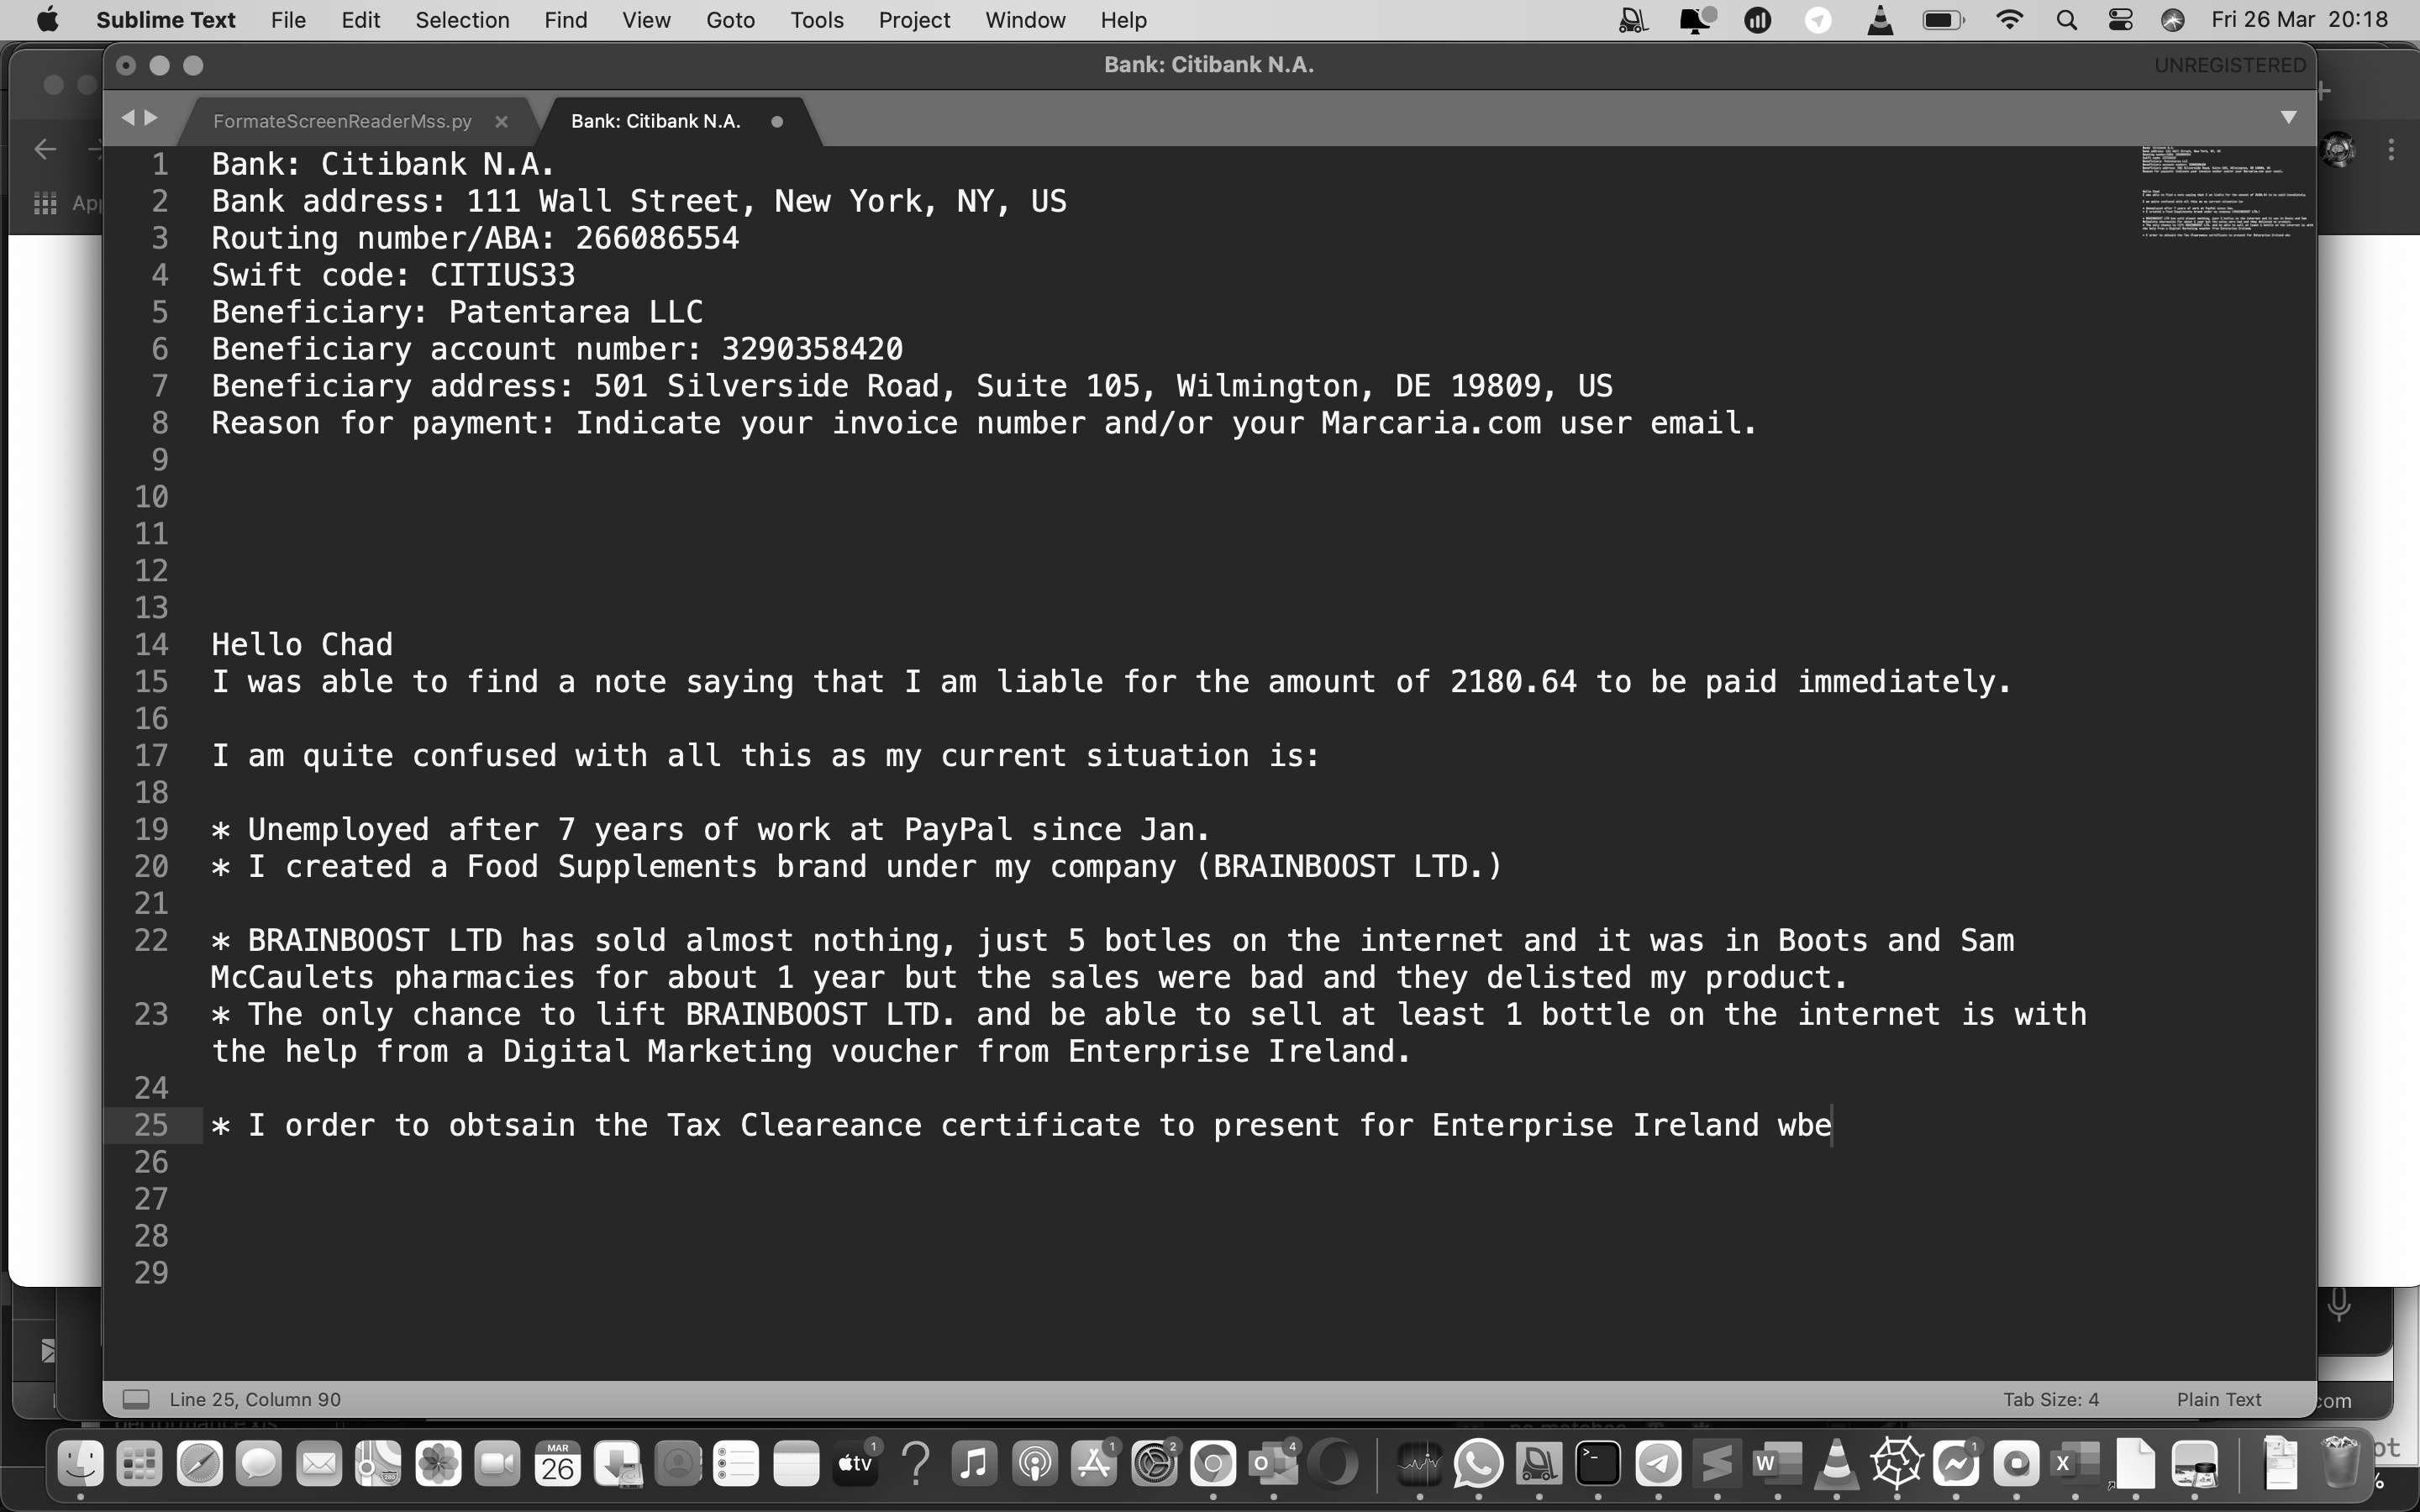 Sublime Text File Edit Selection Find View Goto Tools Project Window Help Fri 26 Mar 20:18
Bank: Citibank N.A. UNREGISTERED
FormateScreenReaderMss.py Bank: Citibank N.A.
1 Bank: Citibank N.A.
2 Bank address: 111 Wall Street, New York, NY, US
3 Routing number/ABA: 266086554
4 Swift code: CITIUS33
5 Beneficiary: Patentarea LLC
6 Beneficiary account number: 3290358420
7 Beneficiary address: 501 Silverside Road, Suite 105, Wilmington, DE 19809, US
8 Reason for payment: Indicate your invoice number and/or your Marcaria.com user email.
9
10
11
12
13
14 Hello Chad
15 I was able to find a note saying that I am liable for the amount of 2180.64 to be paid immediately.
16
17 I am quite confused with all this as my current situation is:
18
19 * Unemployed after 7 years of work at PayPal since Jan.
20 * I created a Food Supplements brand under my company (BRAINBOOST LTD.)
21
22 * BRAINBOOST LTD has sold almost nothing, just 5 botles on the internet and it was in Boots and Sam
McCaulets pharmacies for about 1 year but the sales were bad and they delisted my product.
23 * The only chance to lift BRAINBOOST LTD. and be able to sell at least 1 bottle on the internet is with
the help from a Digital Marketing voucher from Enterprise Ireland.
24
25 * I order to obtsain the Tax Cleareance certificate to present for Enterprise Ireland wbe
26
27
28
29
Line 25, Column 90 Tab Size: 4 Plain Text
MAR
26
tv 1 1 2 4 1